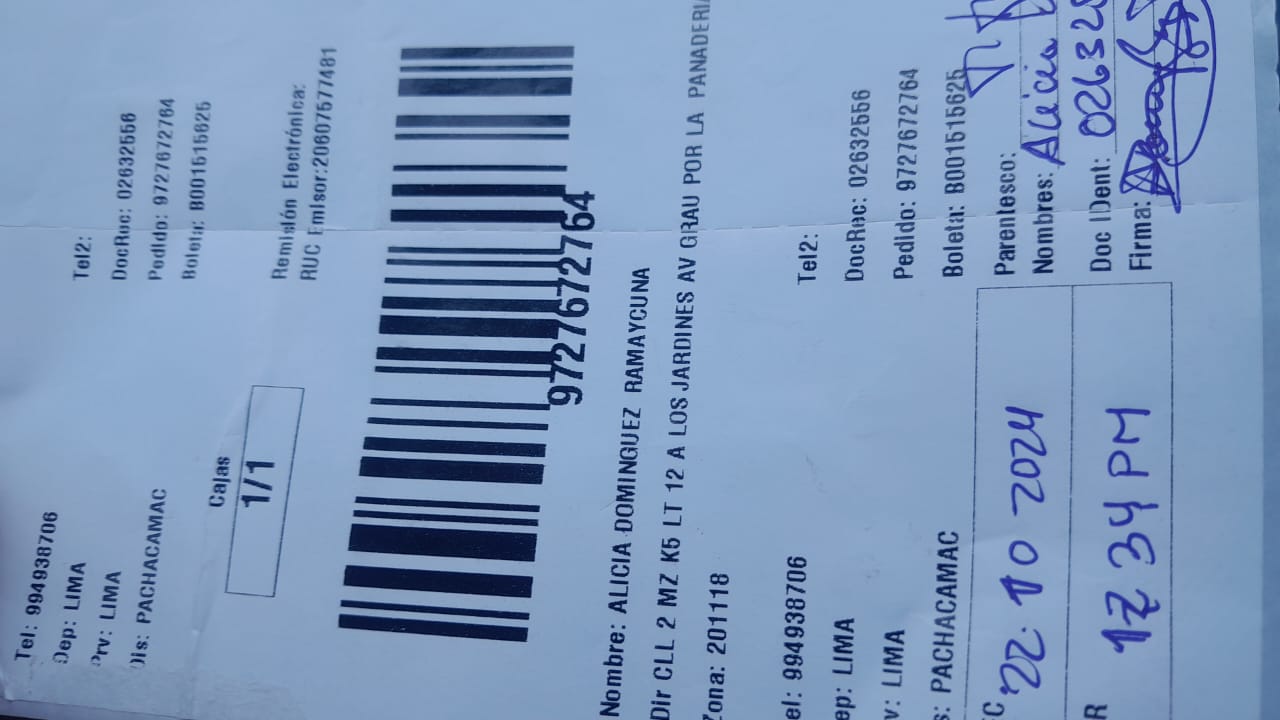 Tel: 994938706
Dep: LIMA
Prv: LIMA
Dis: PACHACAMAC
Tel2:
DocRec: 02632556
Pedido: 9727672764
Boleta: B001515625
Cajas
1/1
Remisión Electrónica:
RUC Emisor:20607577481
9727672764
Nombre: ALICIA DOMINGUEZ RAMAYCUNA
Dir CLL 2 MZ K5 LT 12 A LOS JARDINES AV GRAU POR LA PANADERIA
Zona: 201118
Tel: 994938706
Dep: LIMA
Prv: LIMA
Dis: PACHACAMAC
Tel2:
DocRec: 02632556
Pedido: 9727672764
Boleta: B001515625
22 10 2024
17 34 PM
Parentesco:
Nombres: Alicia
Doc IDent: 026325
Firma: